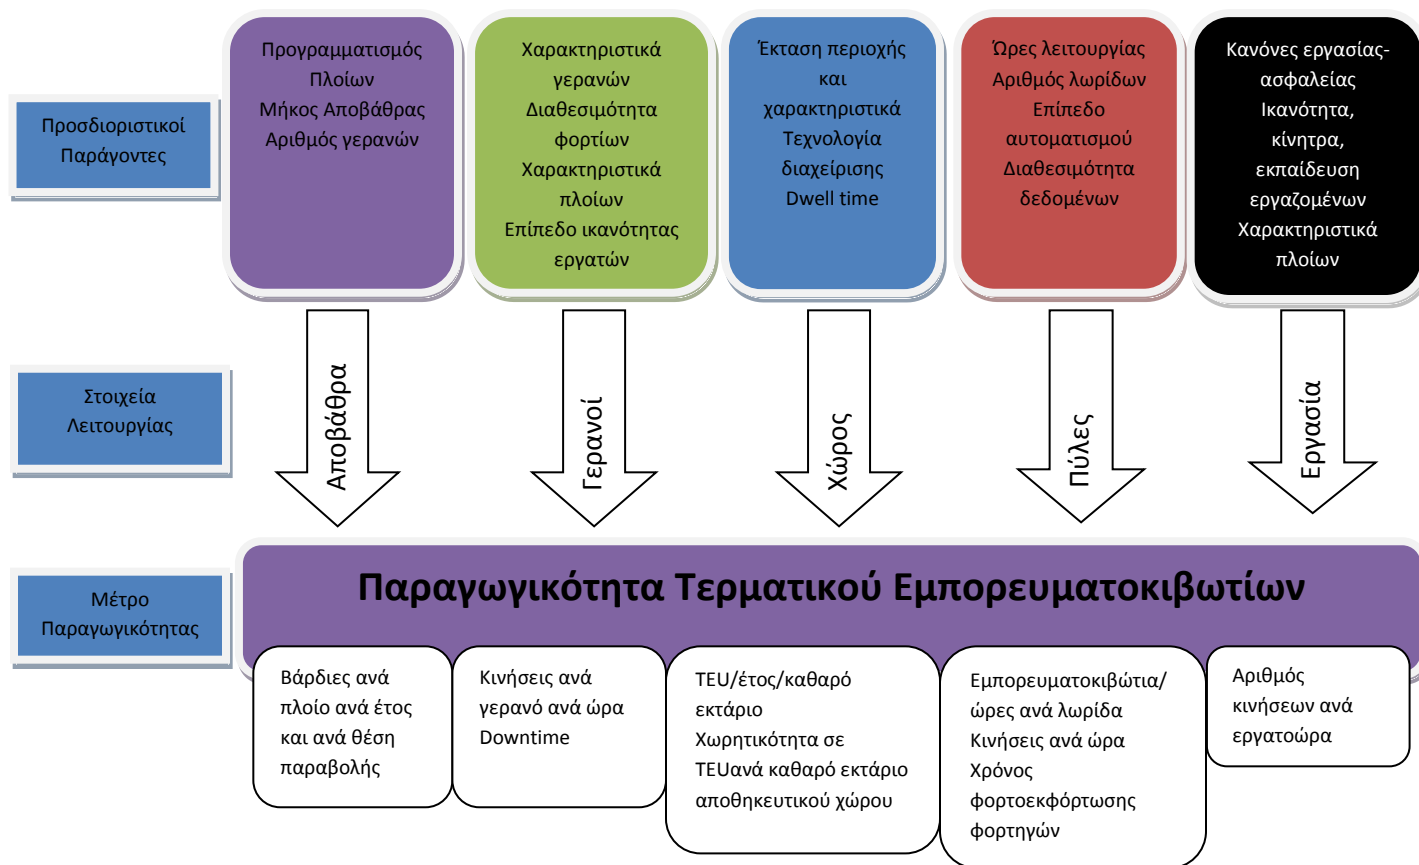 Προσδιοριστικοί
Παράγοντες
Προγραμματισμός
Πλοίων
Μήκος Αποβάθρας
Αριθμός γερανών
Χαρακτηριστικά
γερανών
Διαθεσιμότητα
φορτίων
Χαρακτηριστικά
πλοίων
Επίπεδο ικανότητας
εργατών
Έκταση περιοχής
και
χαρακτηριστικά
Τεχνολογία
διαχείρισης
Dwell time
Ώρες λειτουργίας
Αριθμός λωρίδων
Επίπεδο
αυτοματισμού
Διαθεσιμότητα
δεδομένων
Κανόνες εργασίας-
ασφαλείας
Ικανότητα,
κίνητρα,
εκπαίδευση
εργαζομένων
Χαρακτηριστικά
πλοίων
Στοιχεία
Λειτουργίας
Αποβάθρα
Γερανοί
Χώρος
Πύλες
Εργασία
Μέτρο
Παραγωγικότητας
Παραγωγικότητα Τερματικού Εμπορευματοκιβωτίων
Βάρδιες ανά
πλοίο ανά έτος
και ανά θέση
παραβολής
Κινήσεις ανά
γερανό ανά ώρα
Downtime
TEU/έτος/καθαρό
εκτάριο
Χωρητικότητα σε
TEUανά καθαρό εκτάριο
αποθηκευτικού χώρου
Εμπορευματοκιβώτια/
ώρες ανά λωρίδα
Κινήσεις ανά ώρα
Χρόνος
φορτοεκφόρτωσης
φορτηγών
Αριθμός
κινήσεων ανά
εργατοώρα